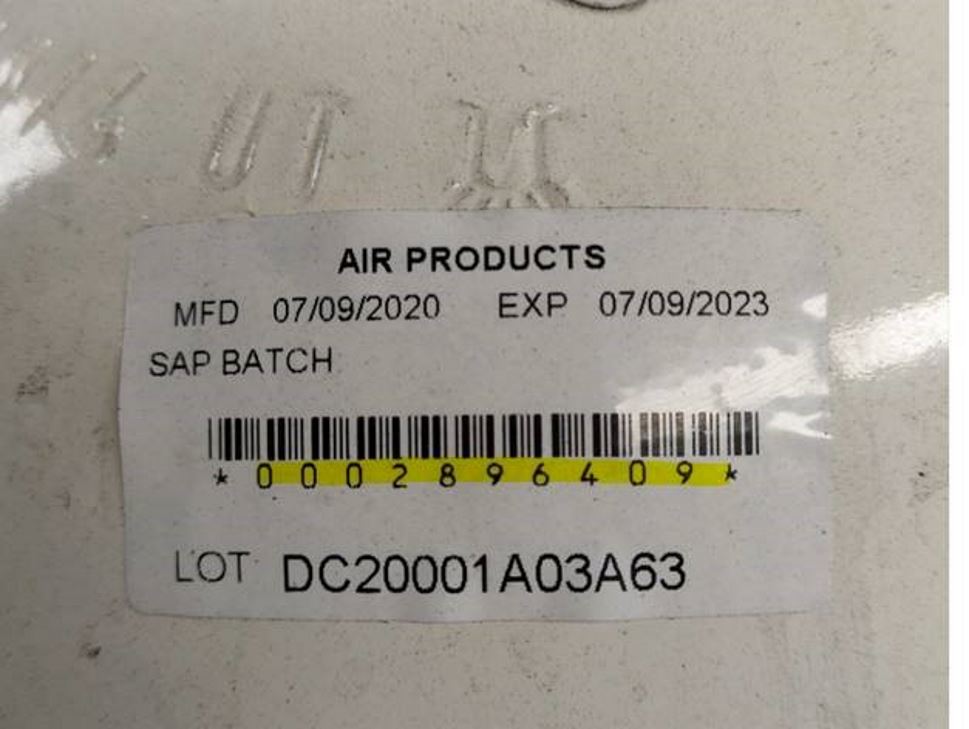 AIR PRODUCTS
MFD 07/09/2020 EXP 07/09/2023
SAP BATCH
*0002896409*
LOT DC20001A03A63